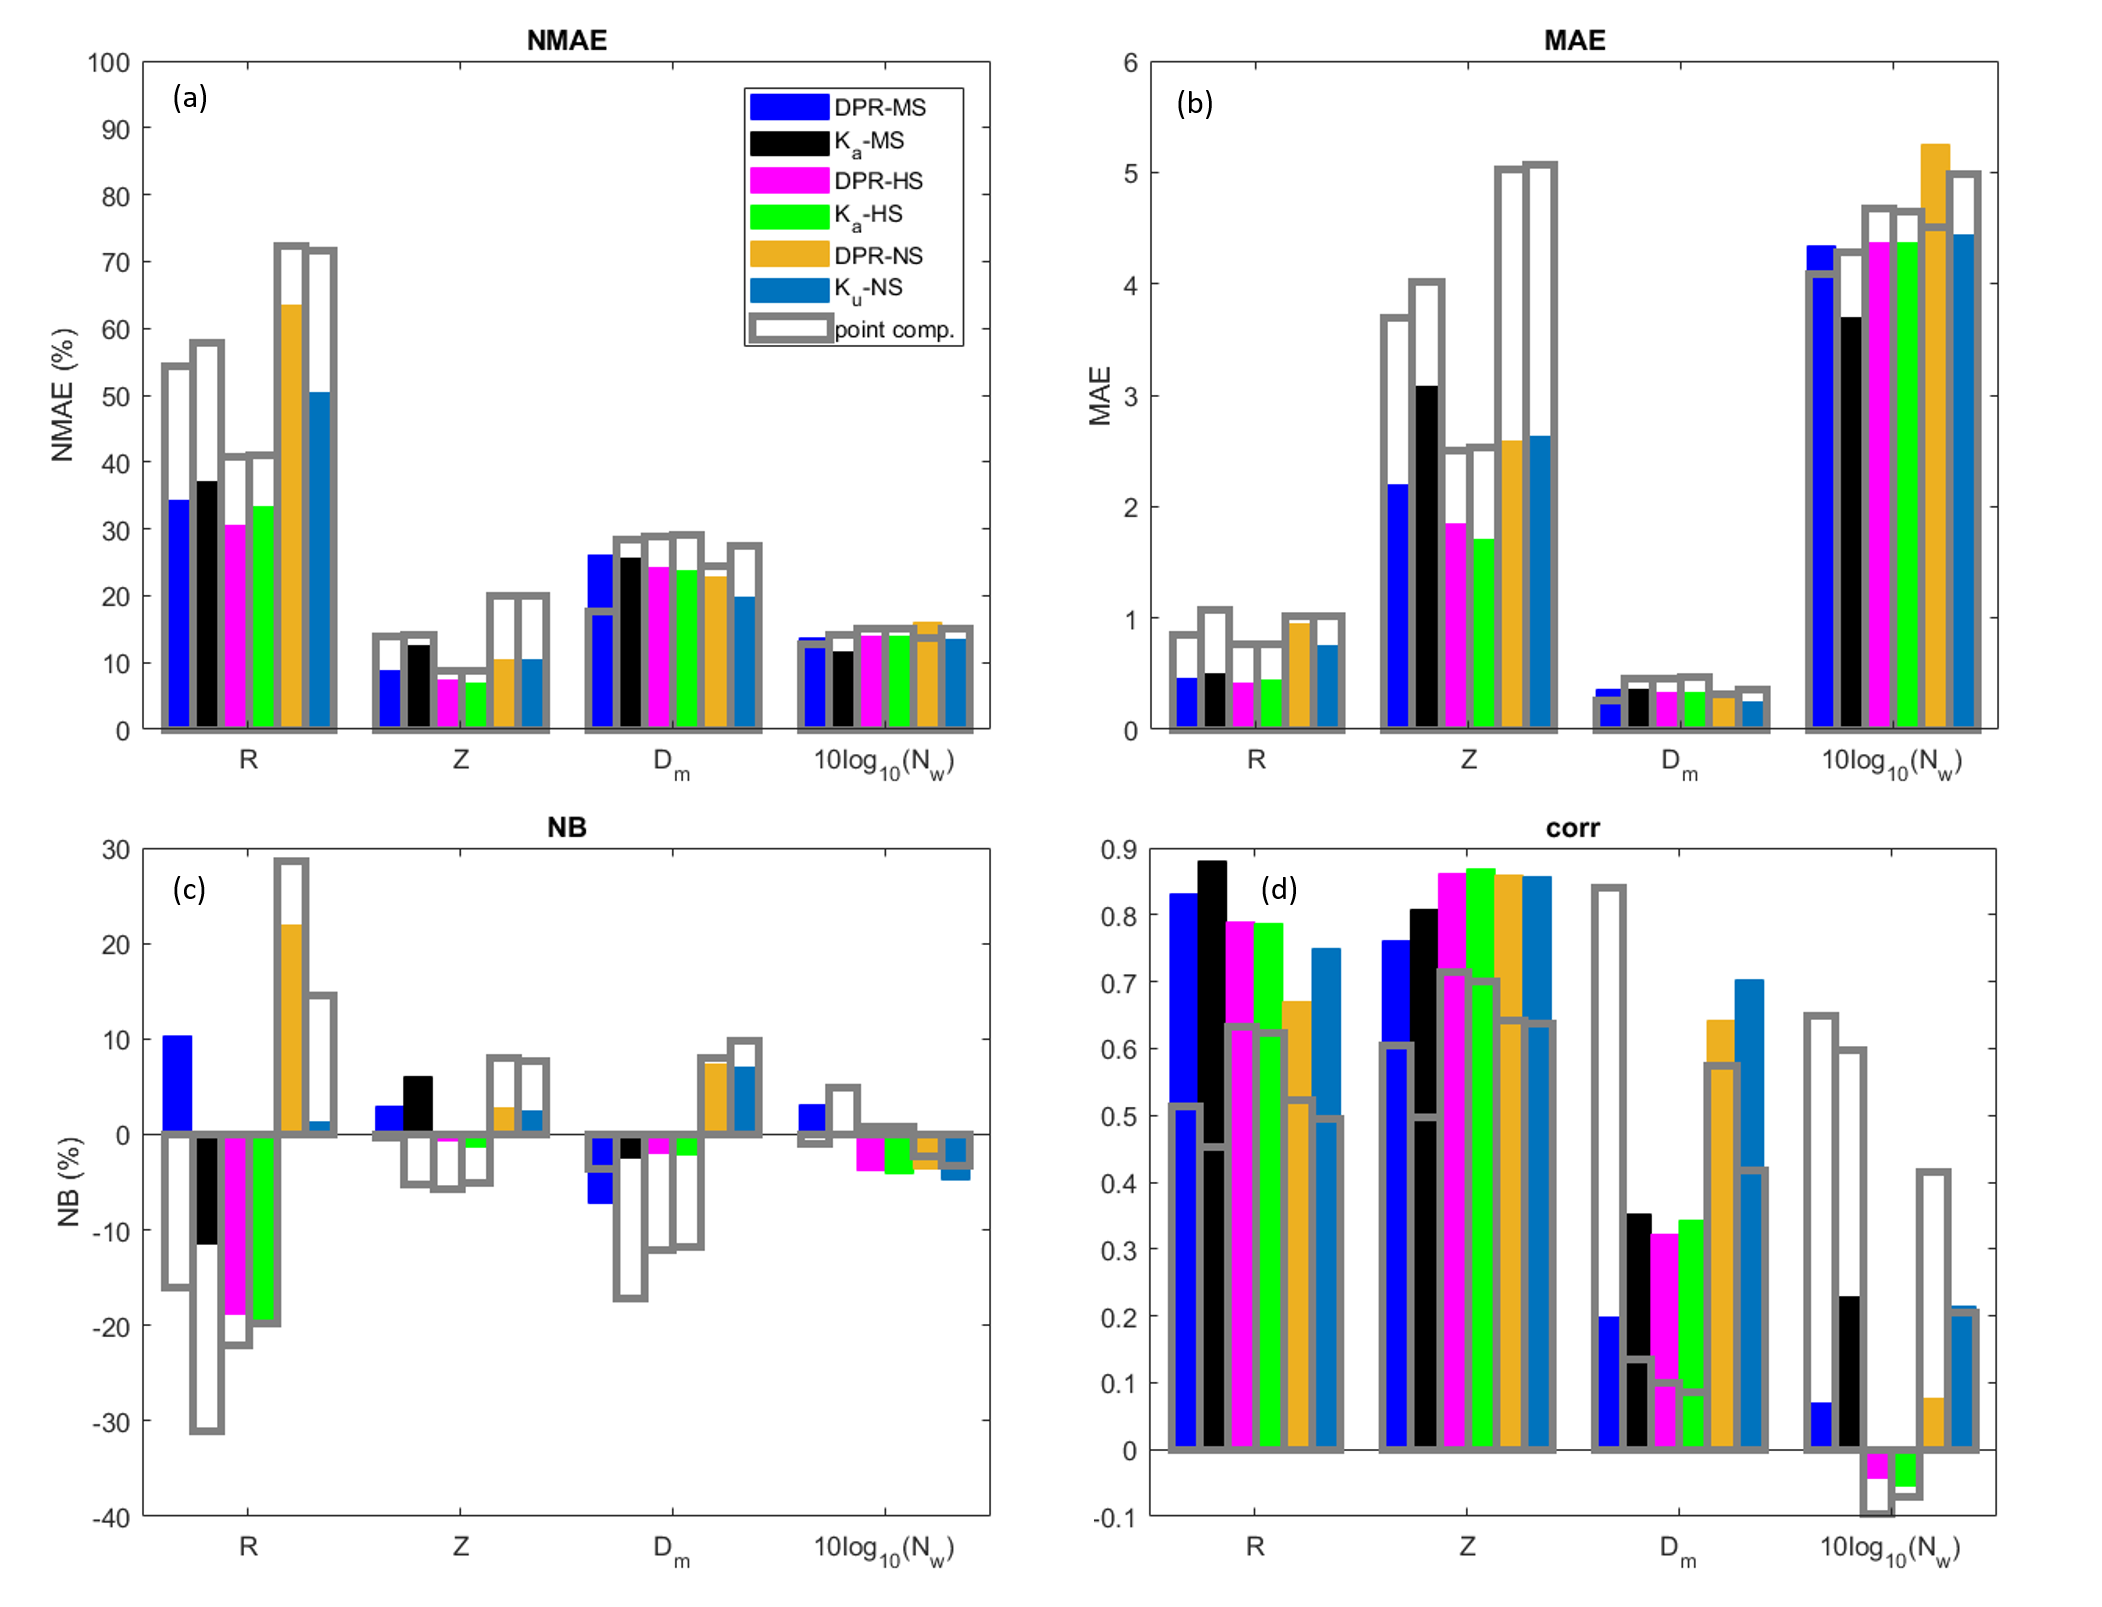 NMAE
(a)
NMAE (%)
100
90
80
70
60
50
40
30
20
10
0
DPR-MS
Kₐ-MS
DPR-HS
Kₐ-HS
DPR-NS
Kᵤ-NS
point comp.
R
Z
Dₘ
10log₁₀(N_w)
MAE
(b)
MAE
6
5
4
3
2
1
0
R
Z
Dₘ
10log₁₀(N_w)
NB
(c)
NB (%)
30
20
10
0
-10
-20
-30
-40
R
Z
Dₘ
10log₁₀(N_w)
corr
(d)
0.9
0.8
0.7
0.6
0.5
0.4
0.3
0.2
0.1
0
-0.1
R
Z
Dₘ
10log₁₀(N_w)